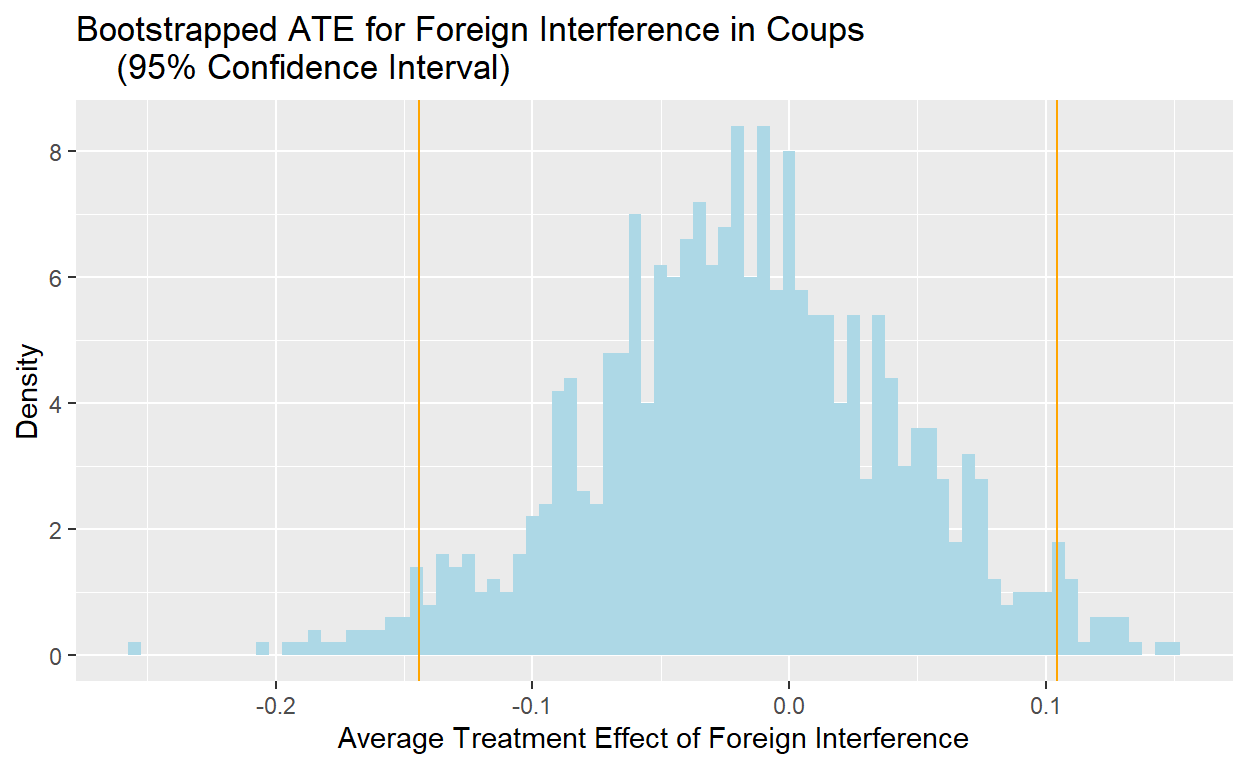 Bootstrapped ATE for Foreign Interference in Coups
(95% Confidence Interval)
8
6
4
2
0
Density
-0.2
-0.1
0.0
0.1
Average Treatment Effect of Foreign Interference